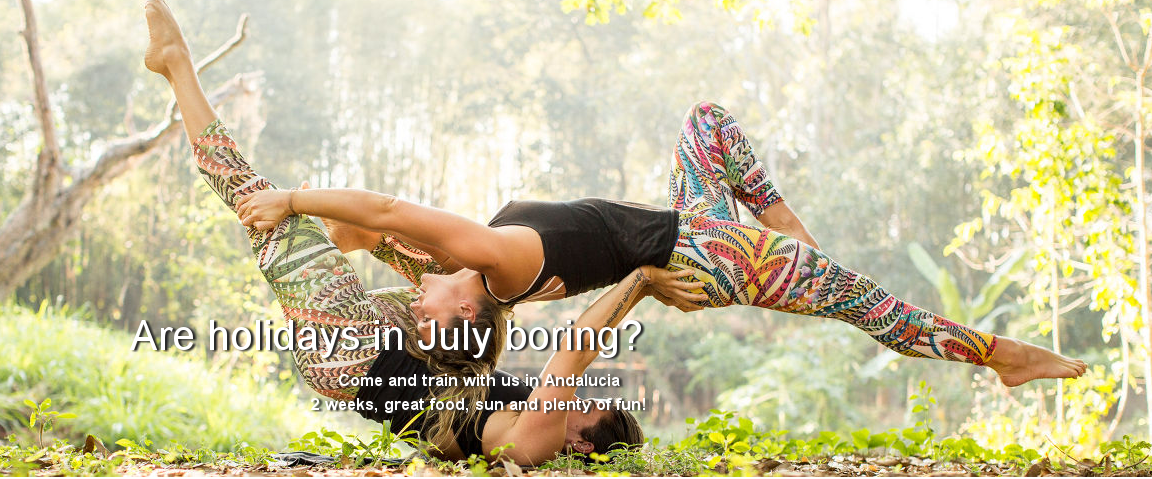 Are holidays in July boring?
Come and train with us in Andalucia
2 weeks, great food, sun and plenty of fun!